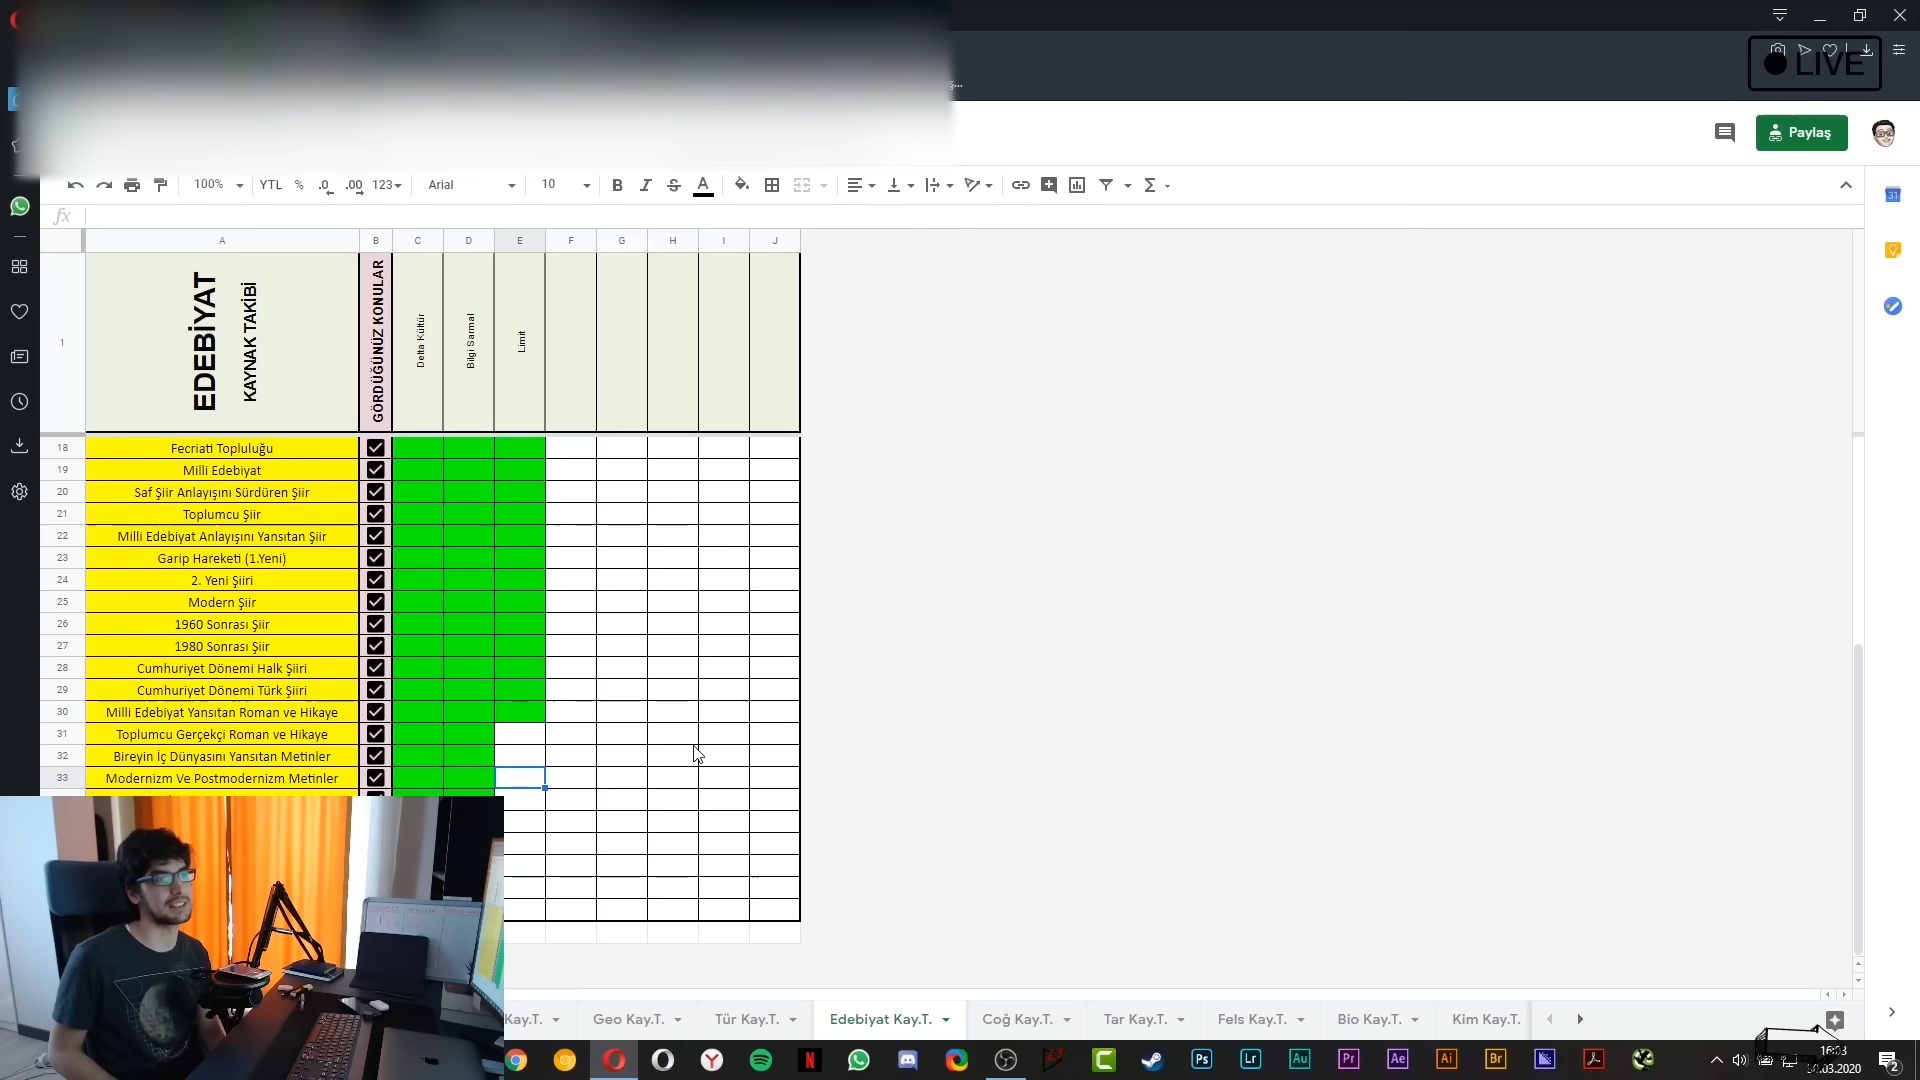 LIVE
Paylaş
100%
YTL
%
.0
.00
123
Arial
10
fx
A B C D E F G H I J
1
EDEBİYAT
KAYNAK TAKİBİ
GÖRDÜĞÜNÜZ KONULAR
Delta Kültür
Bilgi Sarmal
Limit
18 Fecriati Topluluğu
19 Milli Edebiyat
20 Saf Şiir Anlayışını Sürdüren Şiir
21 Toplumcu Şiir
22 Milli Edebiyat Anlayışını Yansıtan Şiir
23 Garip Hareketi (1.Yeni)
24 2. Yeni Şiiri
25 Modern Şiir
26 1960 Sonrası Şiir
27 1980 Sonrası Şiir
28 Cumhuriyet Dönemi Halk Şiiri
29 Cumhuriyet Dönemi Türk Şiiri
30 Milli Edebiyat Yansıtan Roman ve Hikaye
31 Toplumcu Gerçekçi Roman ve Hikaye
32 Bireyin İç Dünyasını Yansıtan Metinler
33 Modernizm Ve Postmodernizm Metinler
Kay.T.
Geo Kay.T.
Tür Kay.T.
Edebiyat Kay.T.
Coğ Kay.T.
Tar Kay.T.
Fels Kay.T.
Bio Kay.T.
Kim Kay.T.
31
Ps
Lr
Au
Pr
Ae
Ai
Br
2